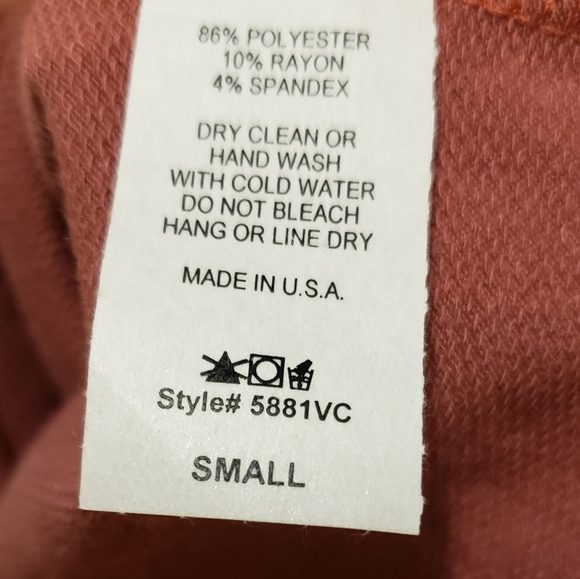 86% POLYESTER
10% RAYON
4% SPANDEX
DRY CLEAN OR
HAND WASH
WITH COLD WATER
DO NOT BLEACH
HANG OR LINE DRY
MADE IN U.S.A.
Style# 5881VC
SMALL